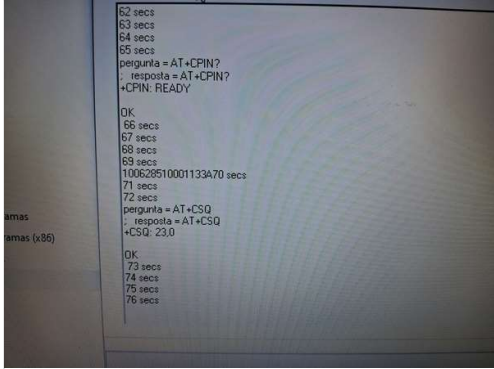 62 secs
63 secs
64 secs
65 secs
pergunta = AT+CPIN?
; resposta = AT+CPIN?
+CPIN: READY
OK
66 secs
67 secs
68 secs
69 secs
100628510001133A70 secs
71 secs
72 secs
pergunta = AT+CSQ
; resposta = AT+CSQ
+CSQ: 23,0
OK
73 secs
74 secs
75 secs
76 secs
amas
ramas (x86)